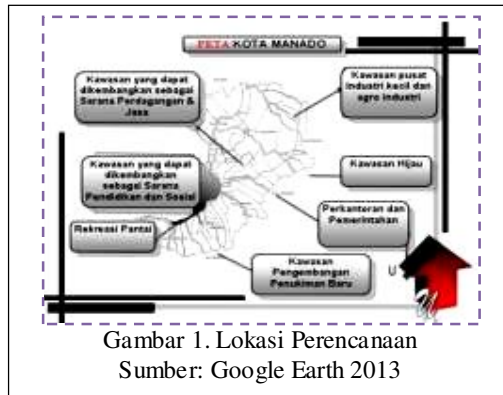 PETA KOTA MANADO
Kawasan yang dapat
dikembangkan sebagai
Sarana Perdagangan &
Jasa
Kawasan pusat
industri kecil dan
agro industri
Kawasan yang dapat
dikembangkan
sebagai Sarana
Pendidikan dan Sosial
Kawasan Hijau
Rekreasi Pantai
Perkantoran dan
Pemerintahan
Kawasan
Pengembangan
Penukiman Baru
U
Gambar 1. Lokasi Perencanaan
Sumber: Google Earth 2013